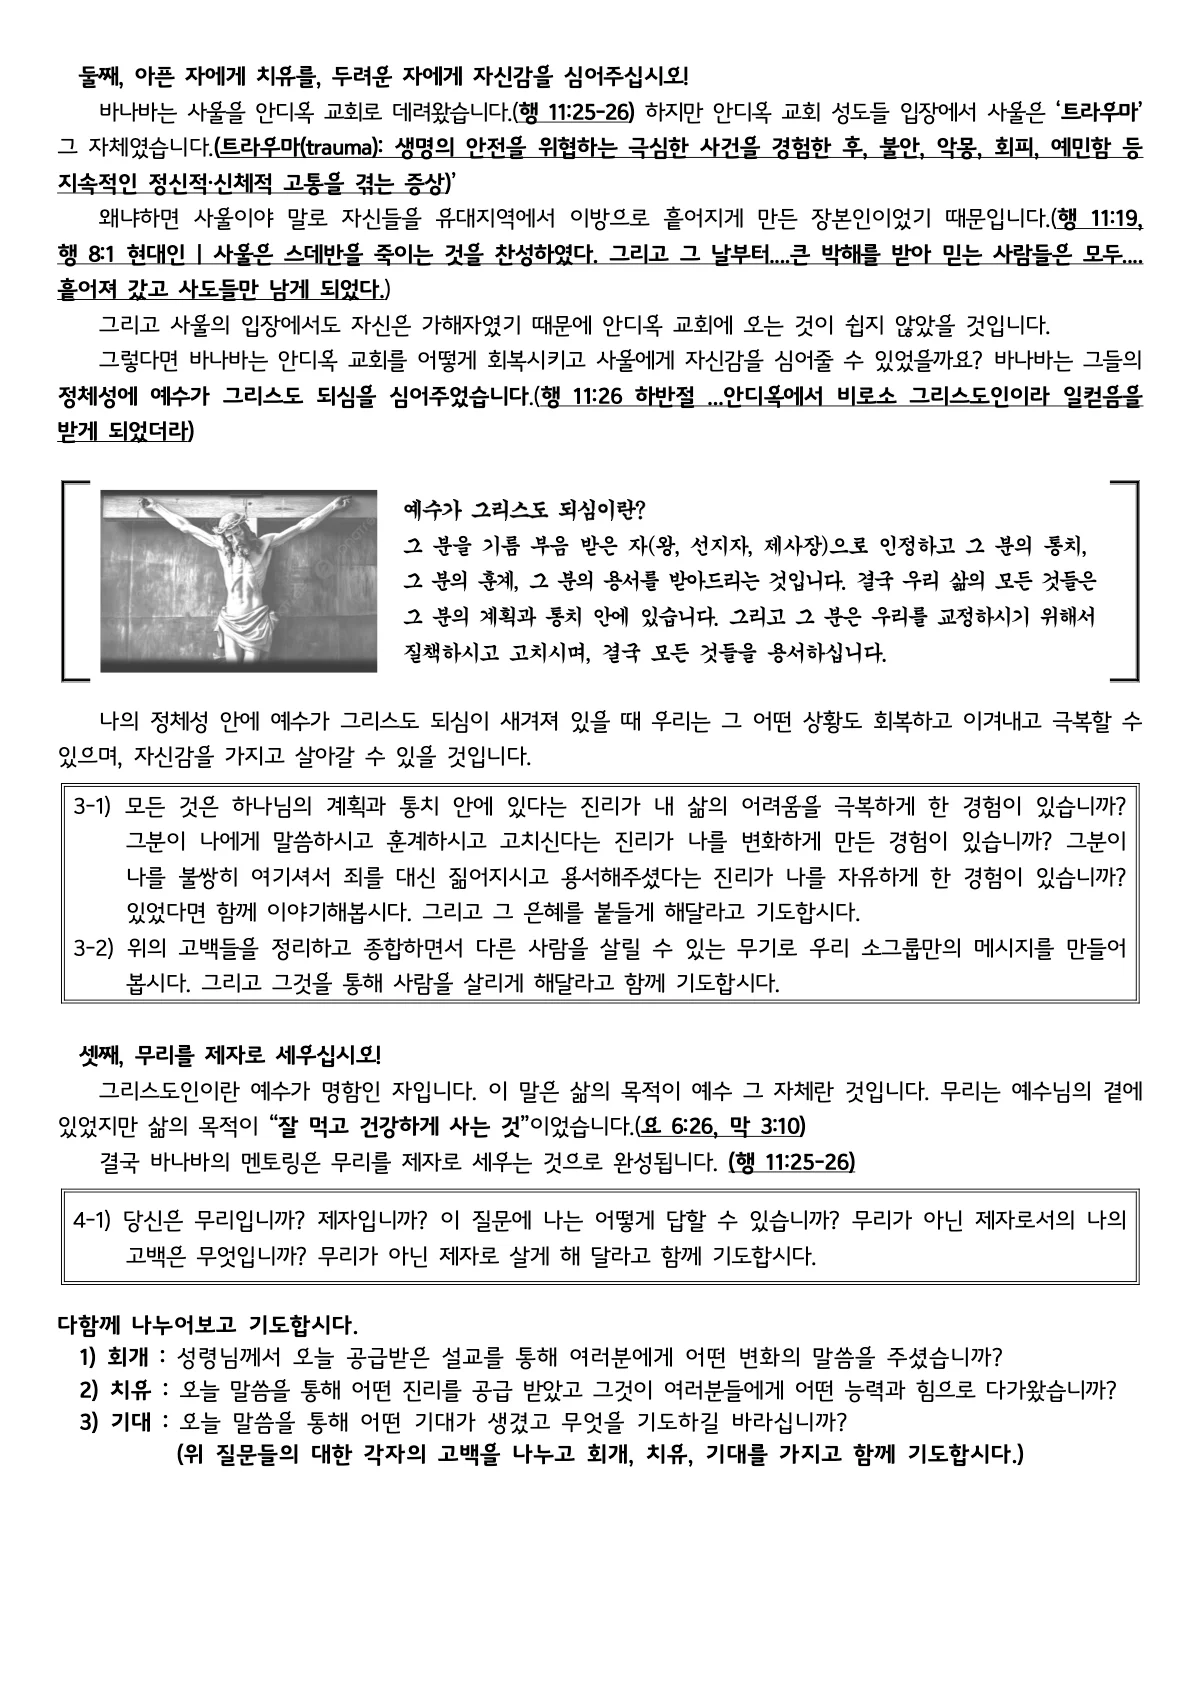 둘째, 아픈 자에게 치유를, 두려운 자에게 자신감을 심어주십시오!
바나바는 사울을 안디옥 교회로 데려왔습니다.(행 11:25-26) 하지만 안디옥 교회 성도들 입장에서 사울은 ‘트라우마’
그 자체였습니다.(트라우마(trauma): 생명의 안전을 위협하는 극심한 사건을 경험한 후, 불안, 악몽, 회피, 예민함 등
지속적인 정신적·신체적 고통을 겪는 증상)’
왜냐하면 사울이야 말로 자신들을 유대지역에서 이방으로 흩어지게 만든 장본인이었기 때문입니다.(행 11:19,
행 8:1 현대인 | 사울은 스데반을 죽이는 것을 찬성하였다. 그리고 그 날부터....큰 박해를 받아 믿는 사람들은 모두....
흩어져 갔고 사도들만 남게 되었다.)
그리고 사울의 입장에서도 자신은 가해자였기 때문에 안디옥 교회에 오는 것이 쉽지 않았을 것입니다.
그렇다면 바나바는 안디옥 교회를 어떻게 회복시키고 사울에게 자신감을 심어줄 수 있었을까요? 바나바는 그들의
정체성에 예수가 그리스도 되심을 심어주었습니다.(행 11:26 하반절 ...안디옥에서 비로소 그리스도인이라 일컫음을
받게 되었더라)
예수가 그리스도 되심이란?
그 분을 기름 부음 받은 자(왕, 선지자, 제사장)으로 인정하고 그 분의 통치,
그 분의 훈계, 그 분의 용서를 받아드리는 것입니다. 결국 우리 삶의 모든 것들은
그 분의 계획과 통치 안에 있습니다. 그리고 그 분은 우리를 교정하시기 위해서
질책하시고 고치시며, 결국 모든 것들을 용서하십니다.
나의 정체성 안에 예수가 그리스도 되심이 새겨져 있을 때 우리는 그 어떤 상황도 회복하고 이겨내고 극복할 수
있으며, 자신감을 가지고 살아갈 수 있을 것입니다.
3-1) 모든 것은 하나님의 계획과 통치 안에 있다는 진리가 내 삶의 어려움을 극복하게 한 경험이 있습니까?
그분이 나에게 말씀하시고 훈계하시고 고치신다는 진리가 나를 변화하게 만든 경험이 있습니까? 그분이
나를 불쌍히 여기셔서 죄를 대신 짊어지시고 용서해주셨다는 진리가 나를 자유하게 한 경험이 있습니까?
있었다면 함께 이야기해봅시다. 그리고 그 은혜를 붙들게 해달라고 기도합시다.
3-2) 위의 고백들을 정리하고 종합하면서 다른 사람을 살릴 수 있는 무기로 우리 소그룹만의 메시지를 만들어
봅시다. 그리고 그것을 통해 사람을 살리게 해달라고 함께 기도합시다.
셋째, 무리를 제자로 세우십시오!
그리스도인이란 예수가 명함인 자입니다. 이 말은 삶의 목적이 예수 그 자체란 것입니다. 무리는 예수님의 곁에
있었지만 삶의 목적이 “잘 먹고 건강하게 사는 것”이었습니다.(요 6:26, 막 3:10)
결국 바나바의 멘토링은 무리를 제자로 세우는 것으로 완성됩니다. (행 11:25-26)
4-1) 당신은 무리입니까? 제자입니까? 이 질문에 나는 어떻게 답할 수 있습니까? 무리가 아닌 제자로서의 나의
고백은 무엇입니까? 무리가 아닌 제자로 살게 해 달라고 함께 기도합시다.
다함께 나누어보고 기도합시다.
1) 회개 : 성령님께서 오늘 공급받은 설교를 통해 여러분에게 어떤 변화의 말씀을 주셨습니까?
2) 치유 : 오늘 말씀을 통해 어떤 진리를 공급 받았고 그것이 여러분들에게 어떤 능력과 힘으로 다가왔습니까?
3) 기대 : 오늘 말씀을 통해 어떤 기대가 생겼고 무엇을 기도하길 바라십니까?
(위 질문들의 대한 각자의 고백을 나누고 회개, 치유, 기대를 가지고 함께 기도합시다.)